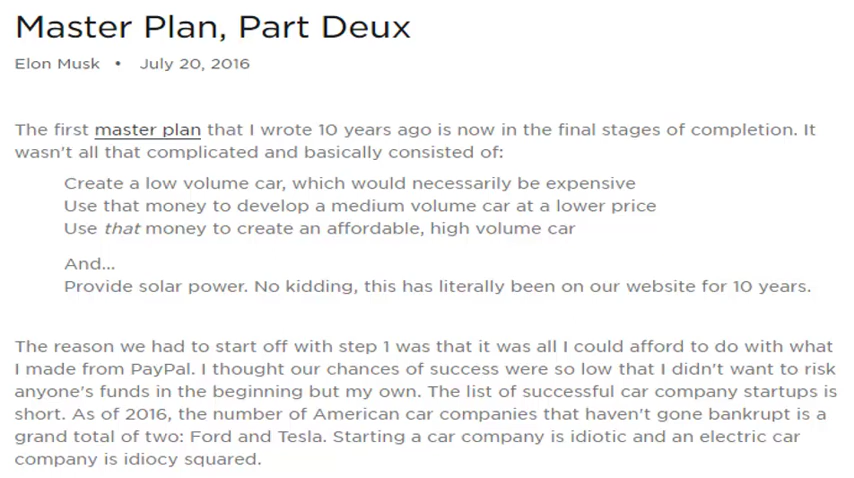 Master Plan, Part Deux
Elon Musk • July 20, 2016
The first master plan that I wrote 10 years ago is now in the final stages of completion. It
wasn't all that complicated and basically consisted of:
Create a low volume car, which would necessarily be expensive
Use that money to develop a medium volume car at a lower price
Use that money to create an affordable, high volume car
And...
Provide solar power. No kidding, this has literally been on our website for 10 years.
The reason we had to start off with step 1 was that it was all I could afford to do with what
I made from PayPal. I thought our chances of success were so low that I didn't want to risk
anyone's funds in the beginning but my own. The list of successful car company startups is
short. As of 2016, the number of American car companies that haven't gone bankrupt is a
grand total of two: Ford and Tesla. Starting a car company is idiotic and an electric car
company is idiocy squared.